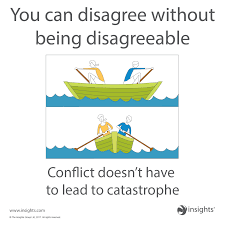 You can disagree without
being disagreeable
Conflict doesn't have
to lead to catastrophe
www.insights.com
insights®